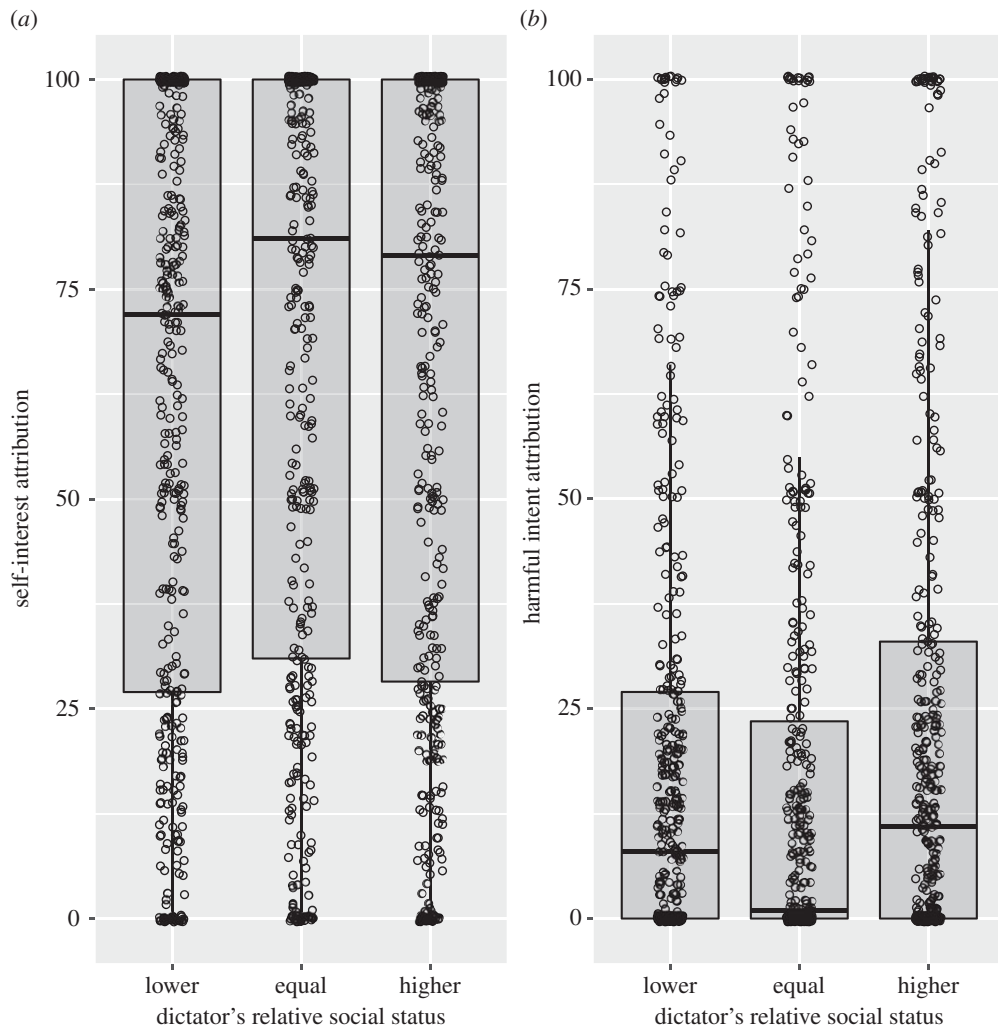 (a)
100
75
50
25
0
self-interest attribution
lower equal higher
dictator's relative social status
(b)
100
75
50
25
0
harmful intent attribution
lower equal higher
dictator's relative social status